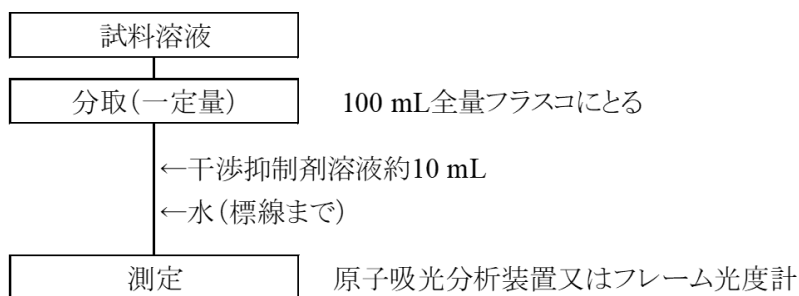 試料溶液
分取(一定量) 100 mL全量フラスコにとる
←干渉抑制剤溶液約10 mL
←水(標線まで)
測定 原子吸光分析装置又はフレーム光度計